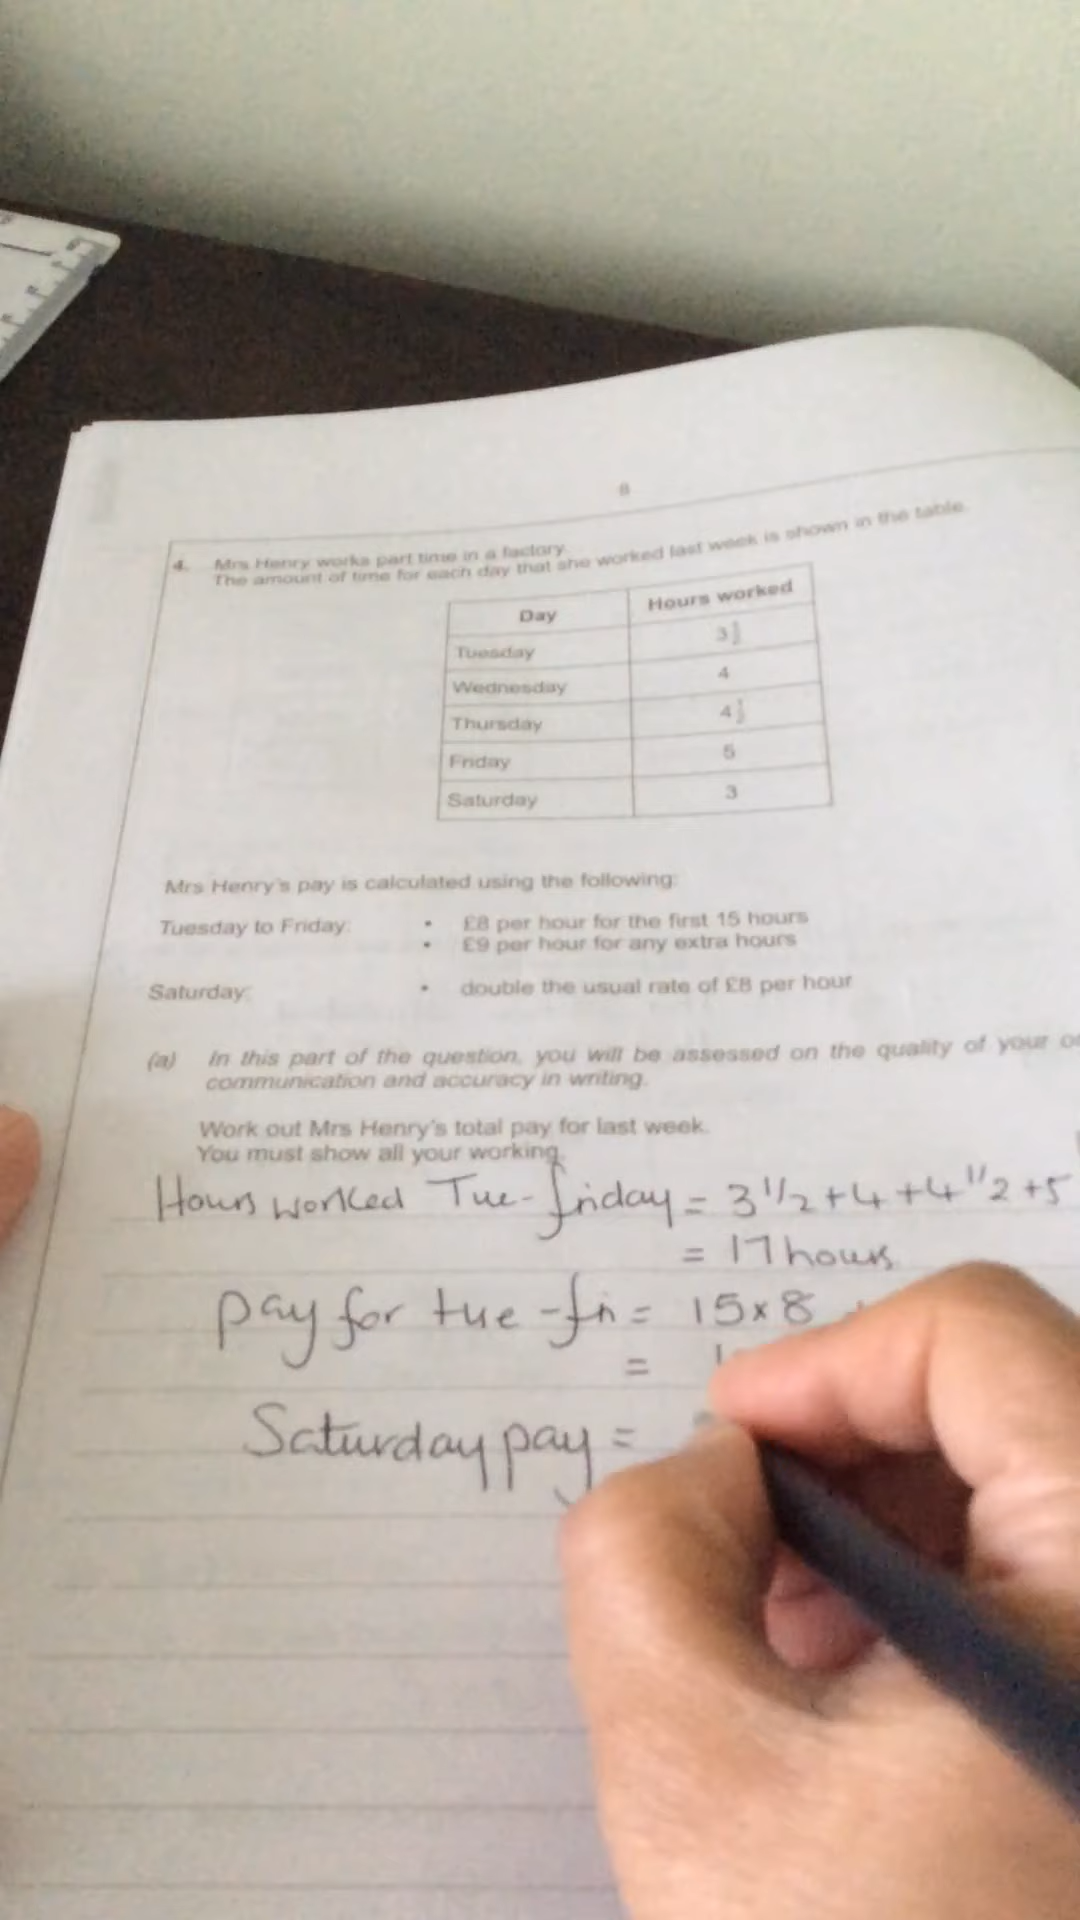 8
4. Mrs Henry works part time in a factory.
The amount of time for each day that she worked last week is shown in the table.
Day Hours worked
Tuesday 3½
Wednesday 4
Thursday 4½
Friday 5
Saturday 3
Mrs Henry's pay is calculated using the following:
Tuesday to Friday: • £8 per hour for the first 15 hours
• £9 per hour for any extra hours
Saturday: • double the usual rate of £8 per hour
(a) In this part of the question, you will be assessed on the quality of your
communication and accuracy in writing.
Work out Mrs Henry's total pay for last week.
You must show all your working.
Hours worked Tue-friday = 3 1/2 + 4 + 4 1/2 + 5
= 17 hours
pay for tue - fri = 15 x 8
=
Saturday pay =